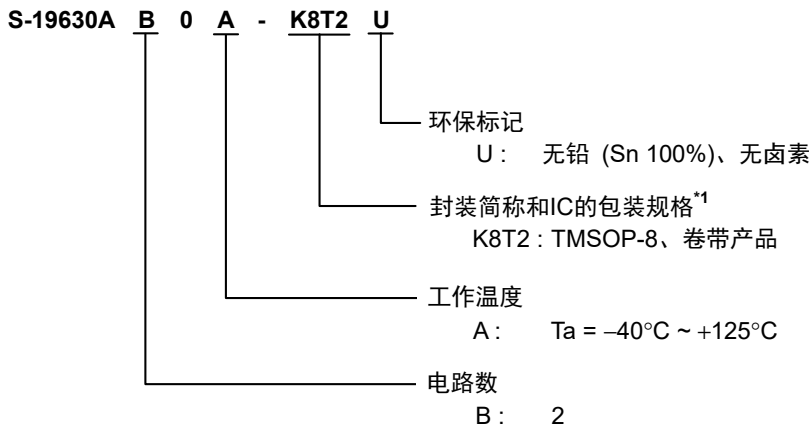 S-19630A B 0 A - K8T2 U
环保标记
U : 无铅 (Sn 100%)、无卤素
封装简称和IC的包装规格*1
K8T2 : TMSOP-8、卷带产品
工作温度
A : Ta = −40°C ~ +125°C
电路数
B : 2